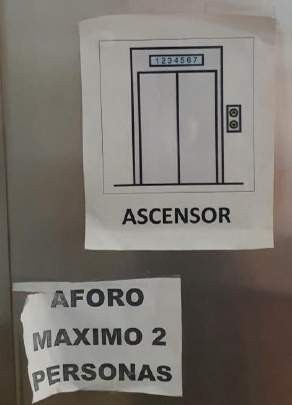 1234567
ASCENSOR
AFORO
MAXIMO 2
PERSONAS